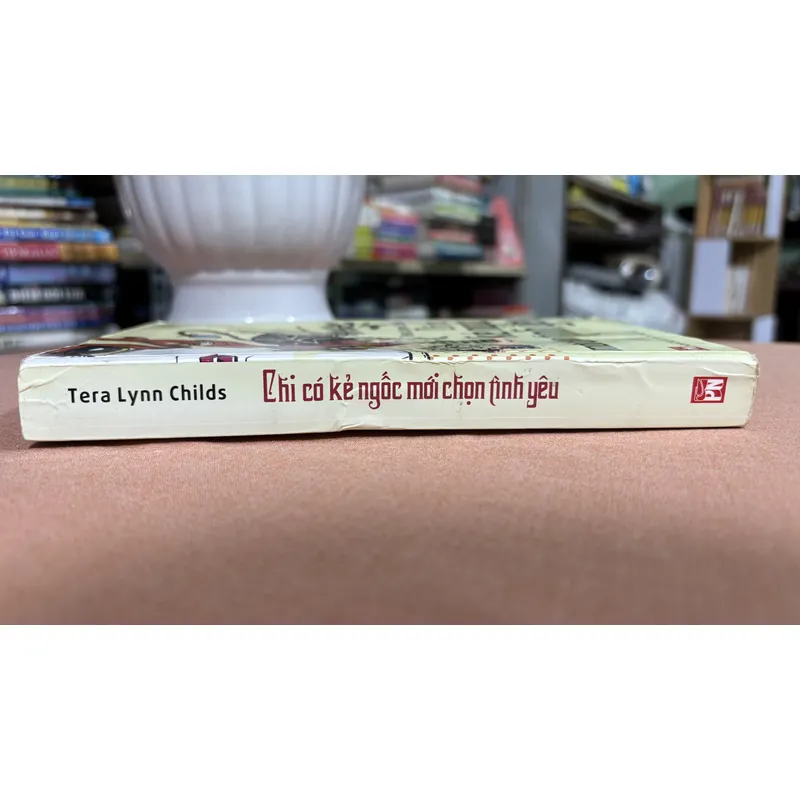 Tera Lynn Childs Chỉ có kẻ ngốc mới chọn tình yêu